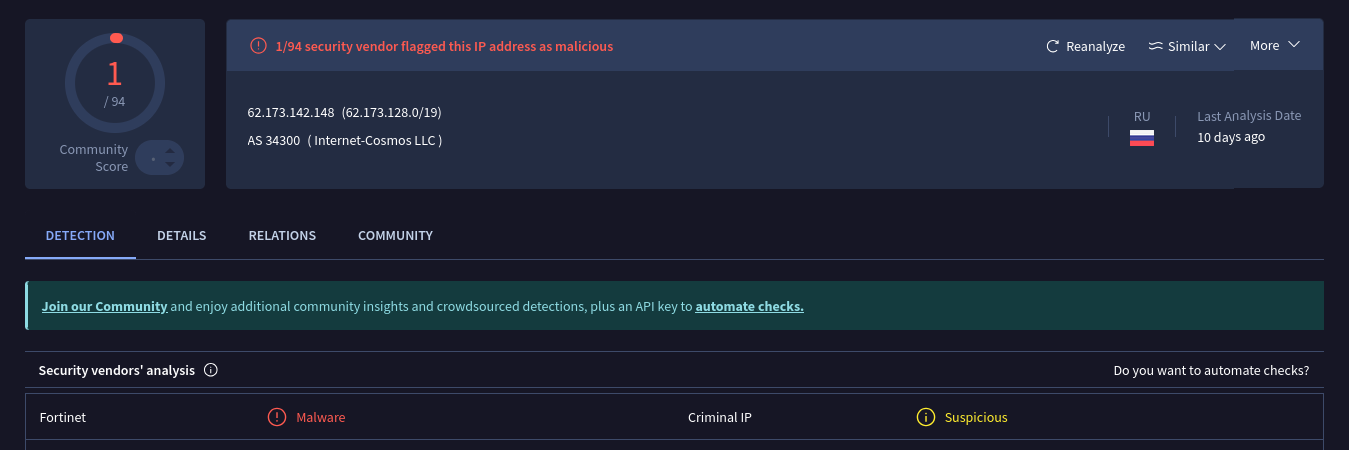 1/94 security vendor flagged this IP address as malicious
Reanalyze
Similar
More
1
/ 94
Community
Score
62.173.142.148 (62.173.128.0/19)
AS 34300 ( Internet-Cosmos LLC )
RU
Last Analysis Date
10 days ago
DETECTION
DETAILS
RELATIONS
COMMUNITY
Join our Community and enjoy additional community insights and crowdsourced detections, plus an API key to automate checks.
Security vendors' analysis
Do you want to automate checks?
Fortinet
Malware
Criminal IP
Suspicious